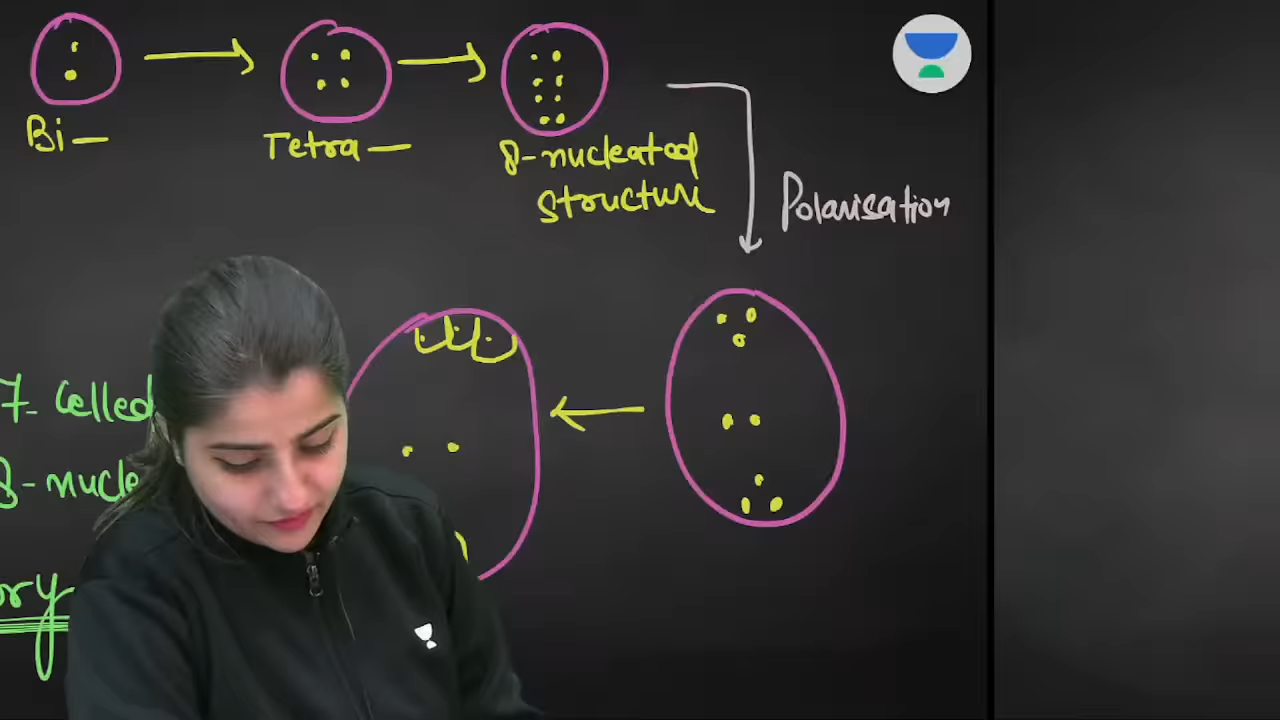 Bi —
Tetra —
8-nucleated
structure
Polarisation
7- Celled
8- nucle
ory